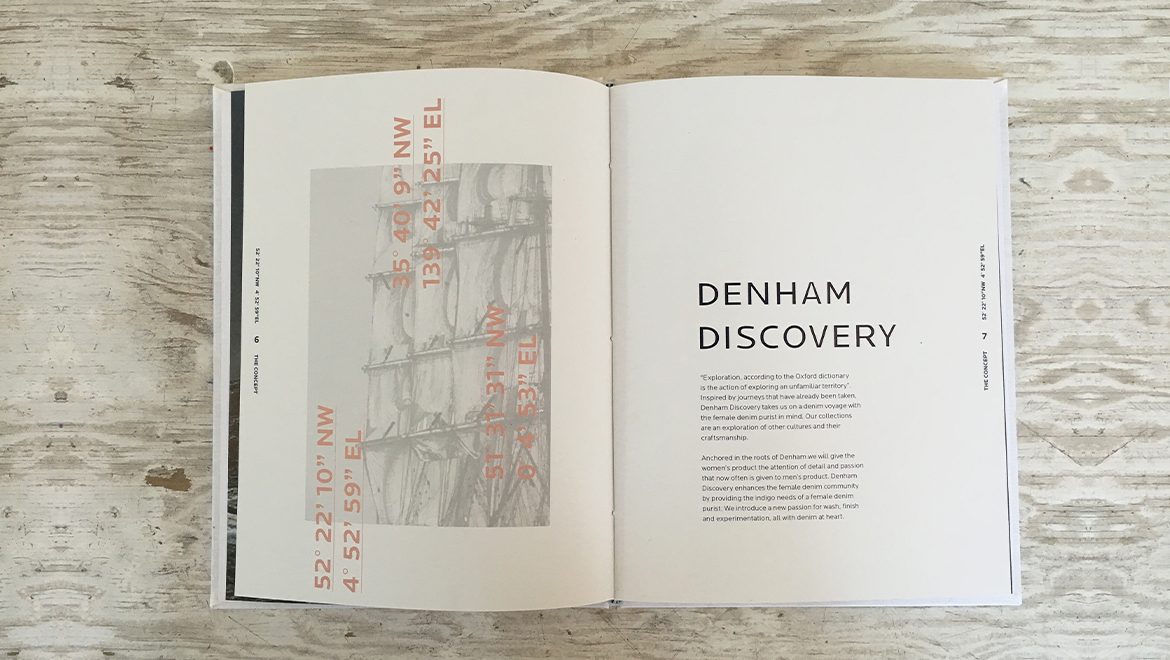 52° 22' 10"NW 4° 52' 59"EL 6 THE CONCEPT
35° 40' 9” NW
139° 42' 25” EL
51° 31' 31” NW
0° 4' 53” EL
52° 22' 10” NW
4° 52' 59” EL
DENHAM
DISCOVERY
"Exploration, according to the Oxford dictionary
is the action of exploring an unfamiliar territory".
Inspired by journeys that have already been taken,
Denham Discovery takes us on a denim voyage with
the female denim purist in mind. Our collections
are an exploration of other cultures and their
craftsmanship.
Anchored in the roots of Denham we will give the
women's product the attention of detail and passion
that now often is given to men's product. Denham
Discovery enhances the female denim community
by providing the indigo needs of a female denim
purist. We introduce a new passion for wash, finish
and experimentation, all with denim at heart.
THE CONCEPT 7 52° 22' 10"NW 4° 52' 59"EL